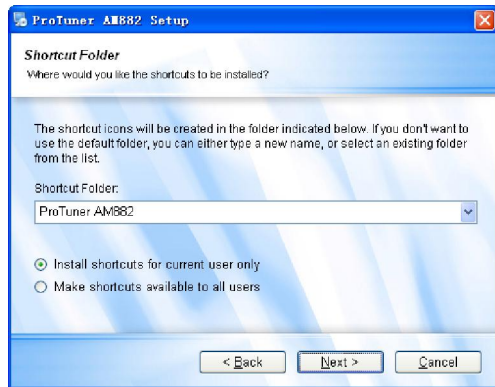 ProTuner AM882 Setup
Shortcut Folder
Where would you like the shortcuts to be installed?
The shortcut icons will be created in the folder indicated below. If you don't want to
use the default folder, you can either type a new name, or select an existing folder
from the list.
Shortcut Folder:
ProTuner AM882
Install shortcuts for current user only
Make shortcuts available to all users
< Back
Next >
Cancel